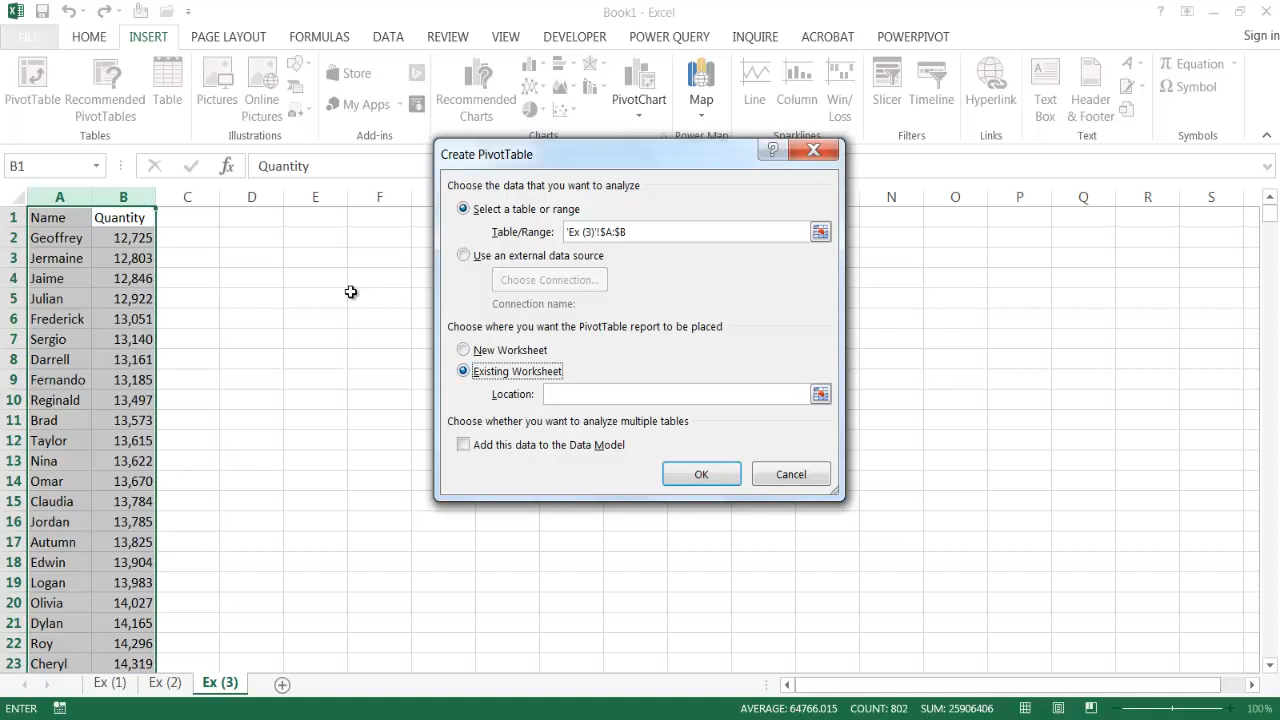 Book1 - Excel
Sign in
FILE HOME INSERT PAGE LAYOUT FORMULAS DATA REVIEW VIEW DEVELOPER POWER QUERY INQUIRE ACROBAT POWERPIVOT
PivotTable
Recommended
PivotTables
Table
Tables
Pictures
Online
Pictures
Illustrations
Store
My Apps
Add-ins
Recommended
Charts
PivotChart
Charts
Map
Power Map
Line
Column
Win/
Loss
Sparklines
Slicer
Timeline
Filters
Hyperlink
Links
Text
Box
Header
& Footer
Text
Equation
Symbol
Symbols
B1
fx
Quantity
A B C D E F N O P Q R S
1 Name Quantity
2 Geoffrey 12,725
3 Jermaine 12,803
4 Jaime 12,846
5 Julian 12,922
6 Frederick 13,051
7 Sergio 13,140
8 Darrell 13,161
9 Fernando 13,185
10 Reginald 13,497
11 Brad 13,573
12 Taylor 13,615
13 Nina 13,622
14 Omar 13,670
15 Claudia 13,784
16 Jordan 13,785
17 Autumn 13,825
18 Edwin 13,904
19 Logan 13,983
20 Olivia 14,027
21 Dylan 14,165
22 Roy 14,296
23 Cheryl 14,319
Create PivotTable
Choose the data that you want to analyze
Select a table or range
Table/Range: 'Ex (3)'!$A:$B
Use an external data source
Choose Connection...
Connection name:
Choose where you want the PivotTable report to be placed
New Worksheet
Existing Worksheet
Location:
Choose whether you want to analyze multiple tables
Add this data to the Data Model
OK Cancel
Ex (1) Ex (2) Ex (3)
ENTER
AVERAGE: 64766.015 COUNT: 802 SUM: 25906406
100%